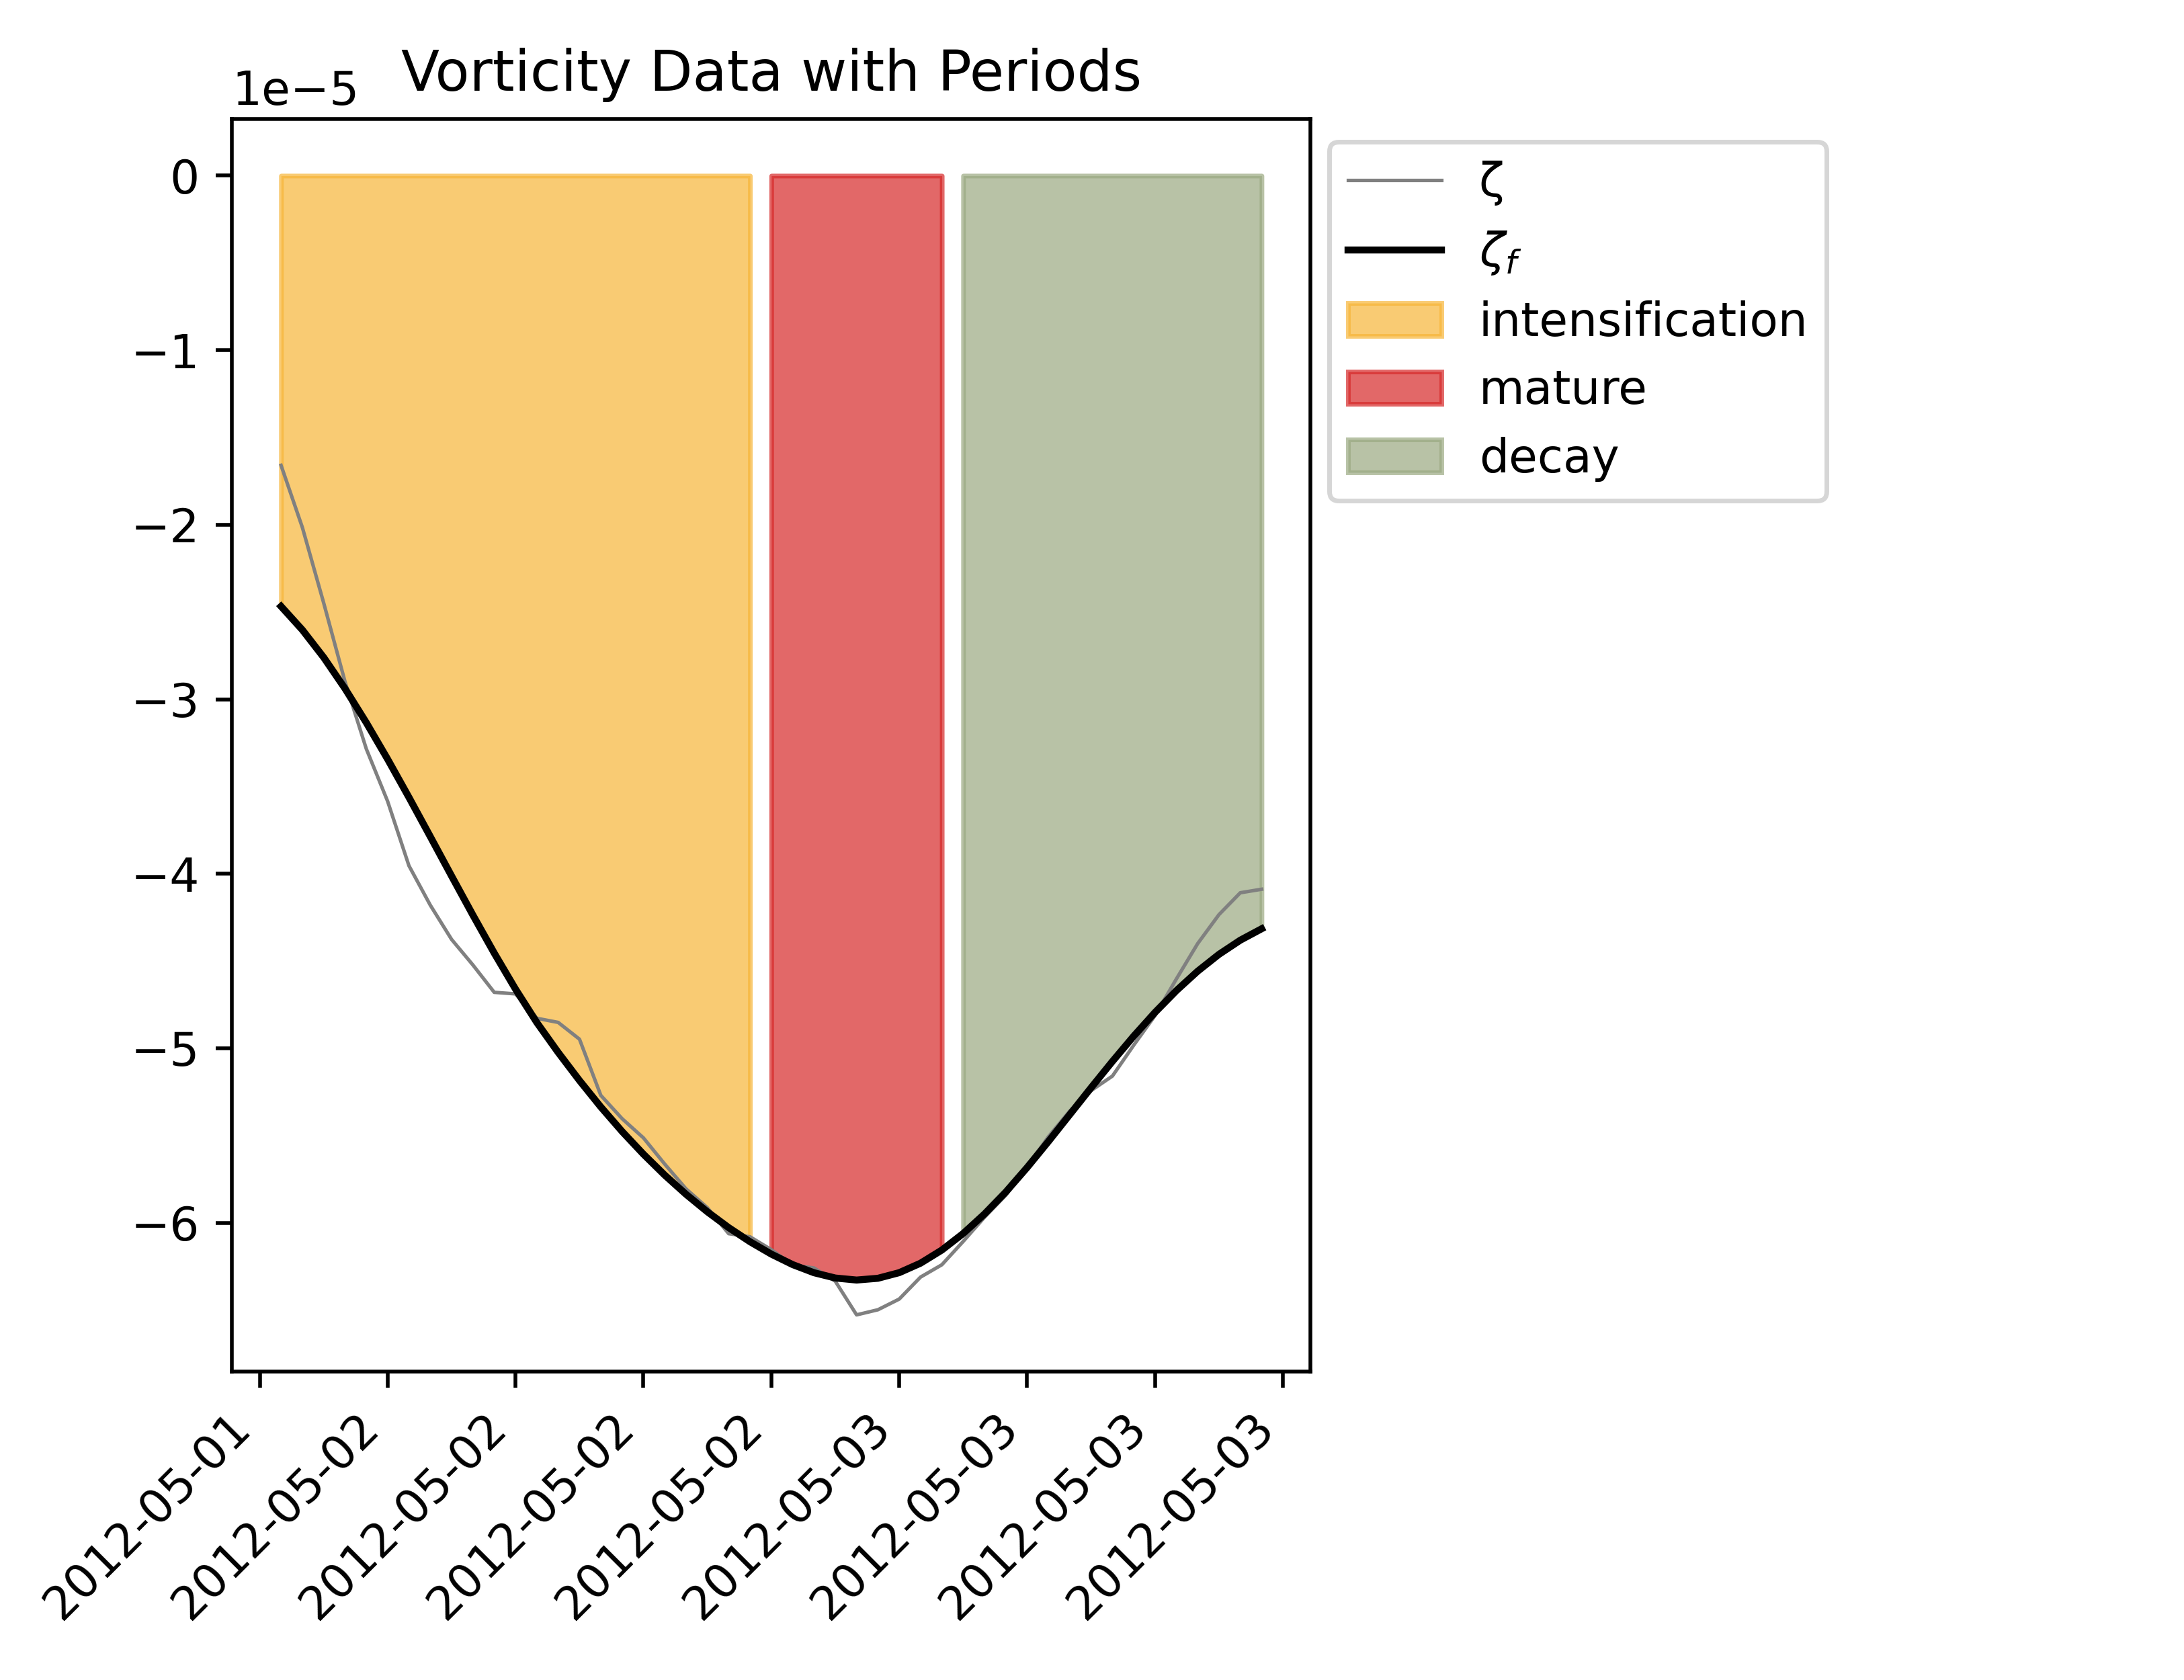 Vorticity Data with Periods
1e−5
0
−1
−2
−3
−4
−5
−6
2012-05-01
2012-05-02
2012-05-02
2012-05-02
2012-05-02
2012-05-03
2012-05-03
2012-05-03
2012-05-03
ζ
ζf
intensification
mature
decay